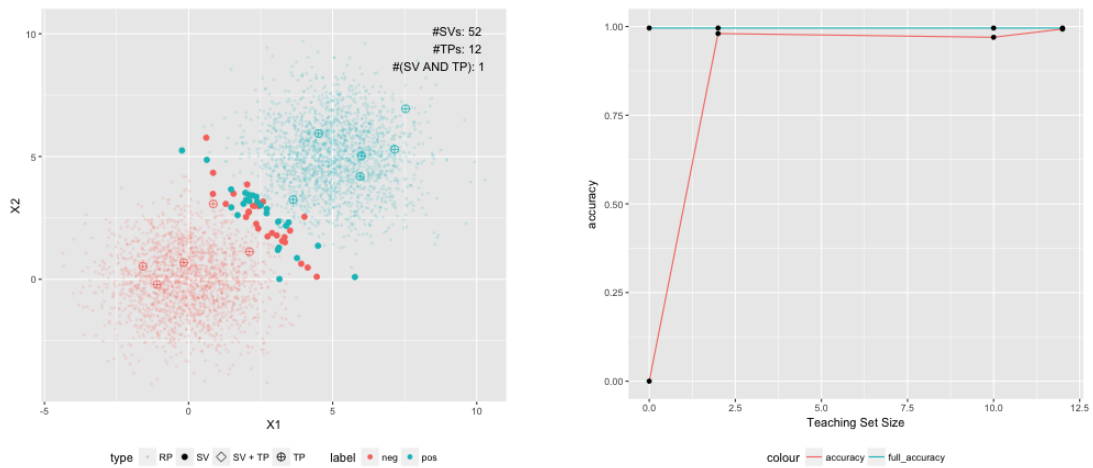 #SVs: 52
#TPs: 12
#(SV AND TP): 1
10
5
0
X2
-5 0 5 10
X1
type RP SV SV + TP TP label neg pos
1.00
0.75
0.50
0.25
0.00
accuracy
0.0 2.5 5.0 7.5 10.0 12.5
Teaching Set Size
colour accuracy full_accuracy